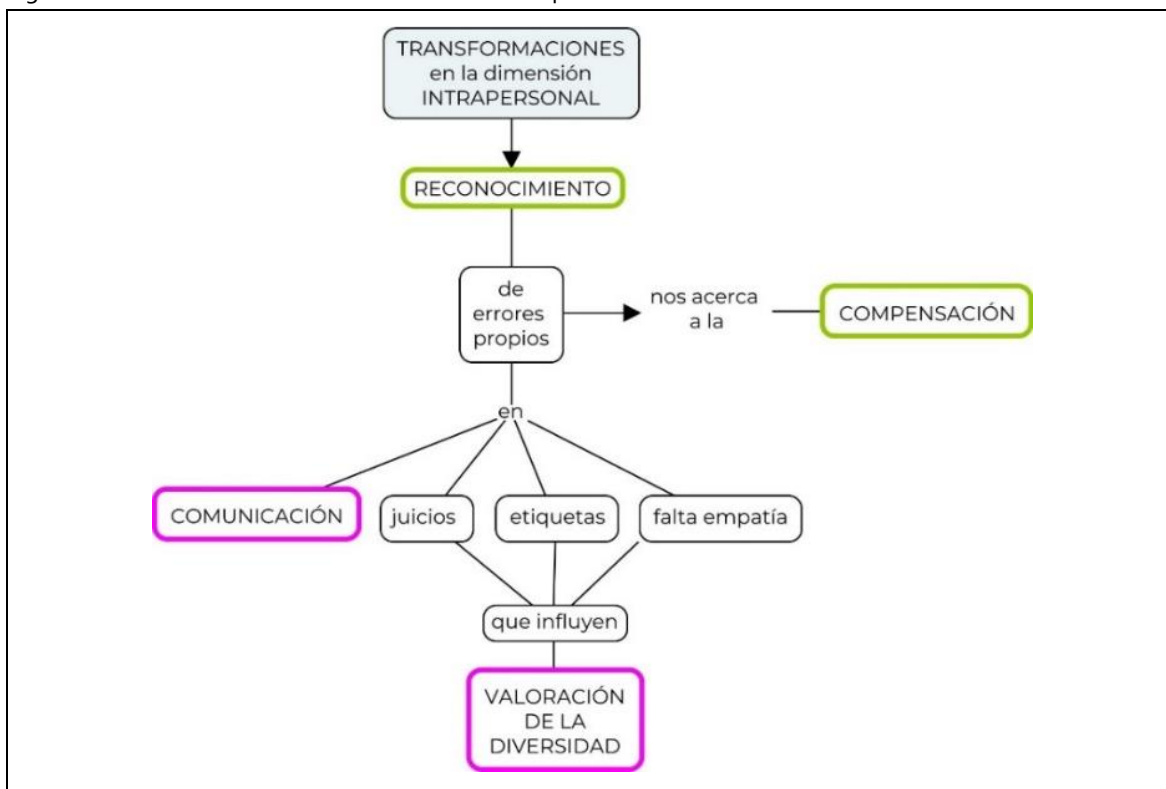 TRANSFORMACIONES
en la dimensión
INTRAPERSONAL
RECONOCIMIENTO
de
errores
propios
nos acerca
a la
COMPENSACIÓN
en
COMUNICACIÓN
juicios
etiquetas
falta empatía
que influyen
VALORACIÓN
DE LA
DIVERSIDAD